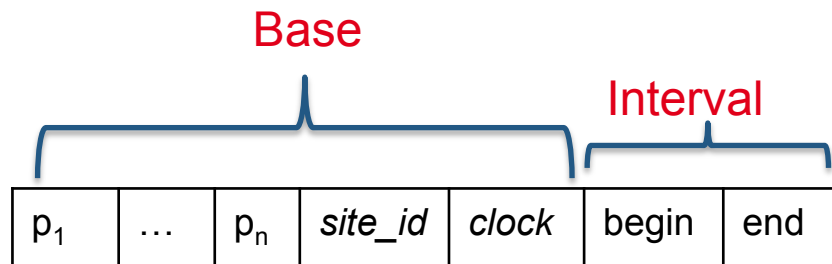 Base
Interval
p₁ … pₙ site_id clock begin end